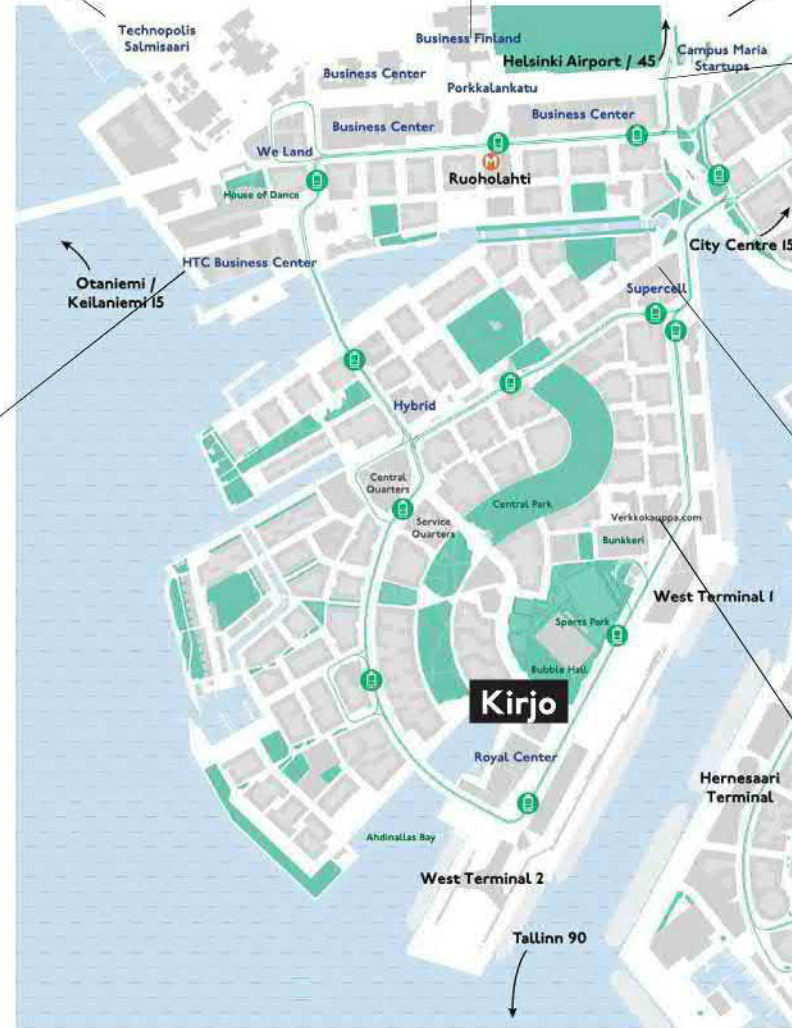 Technopolis
Salmisaari
Business Finland
Helsinki Airport / 45
Campus Maria
Startups
Business Center
Porkkalankatu
Business Center
Business Center
We Land
Ruoholahti
House of Dance
City Centre 15
HTC Business Center
Otaniemi /
Keilaniemi 15
Supercell
Hybrid
Central
Quarters
Central Park
Service
Quarters
Verkkokauppa.com
Bunkkeri
West Terminal 1
Sports Park
Bubble Hall
Kirjo
Royal Center
Hernesaari
Terminal
Ahdinallas Bay
West Terminal 2
Tallinn 90